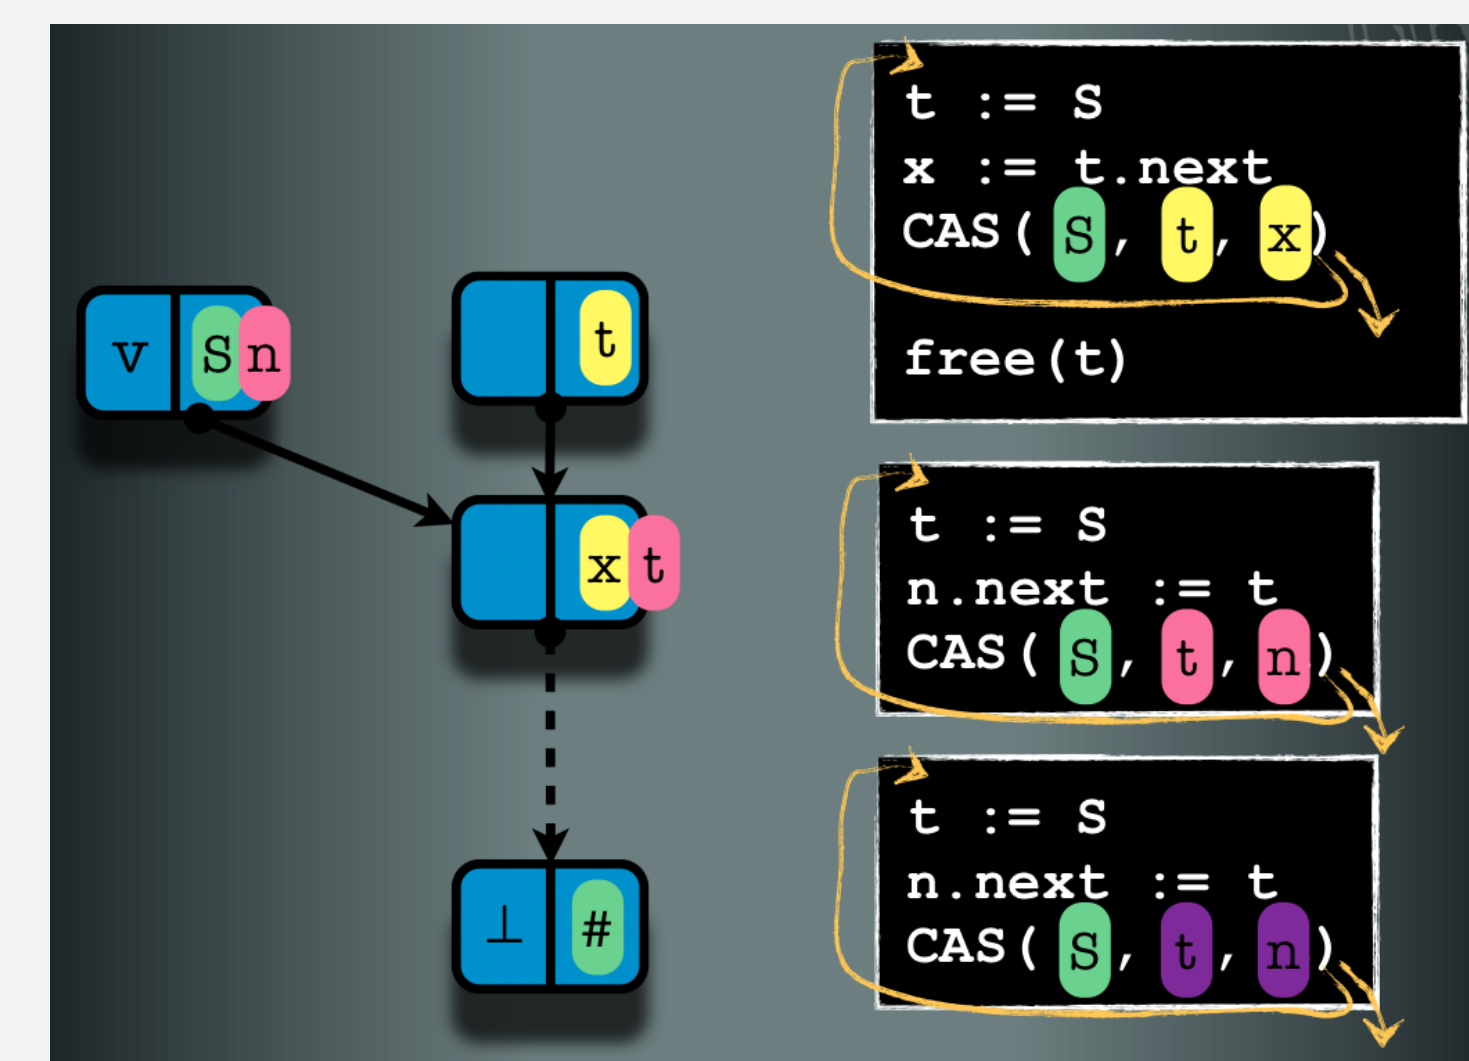 t := S
x := t.next
CAS( S, t, x)
free(t)
v S n
t
x t
⊥ #
t := S
n.next := t
CAS( S, t, n)
t := S
n.next := t
CAS( S, t, n)